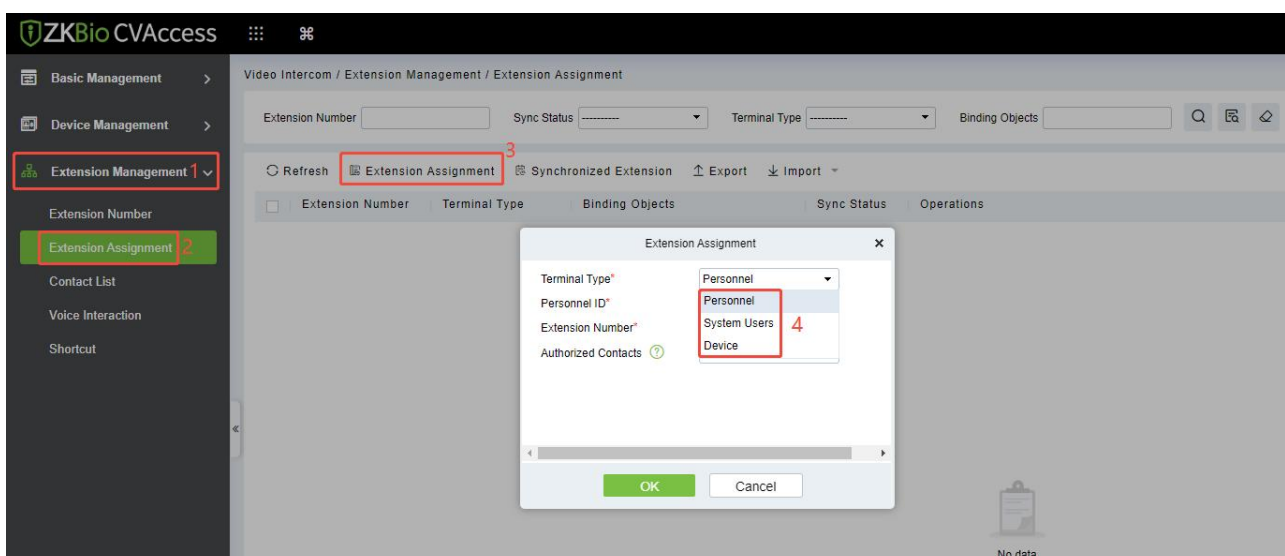 ZKBio CVAccess
Basic Management
Device Management
Extension Management 1
Extension Number
Extension Assignment 2
Contact List
Voice Interaction
Shortcut
Video Intercom / Extension Management / Extension Assignment
Extension Number Sync Status ---------- Terminal Type ---------- Binding Objects
3
Refresh Extension Assignment Synchronized Extension Export Import
Extension Number Terminal Type Binding Objects Sync Status Operations
Extension Assignment
Terminal Type* Personnel
Personnel ID* Personnel
Extension Number* System Users 4
Authorized Contacts ? Device
OK Cancel
No data